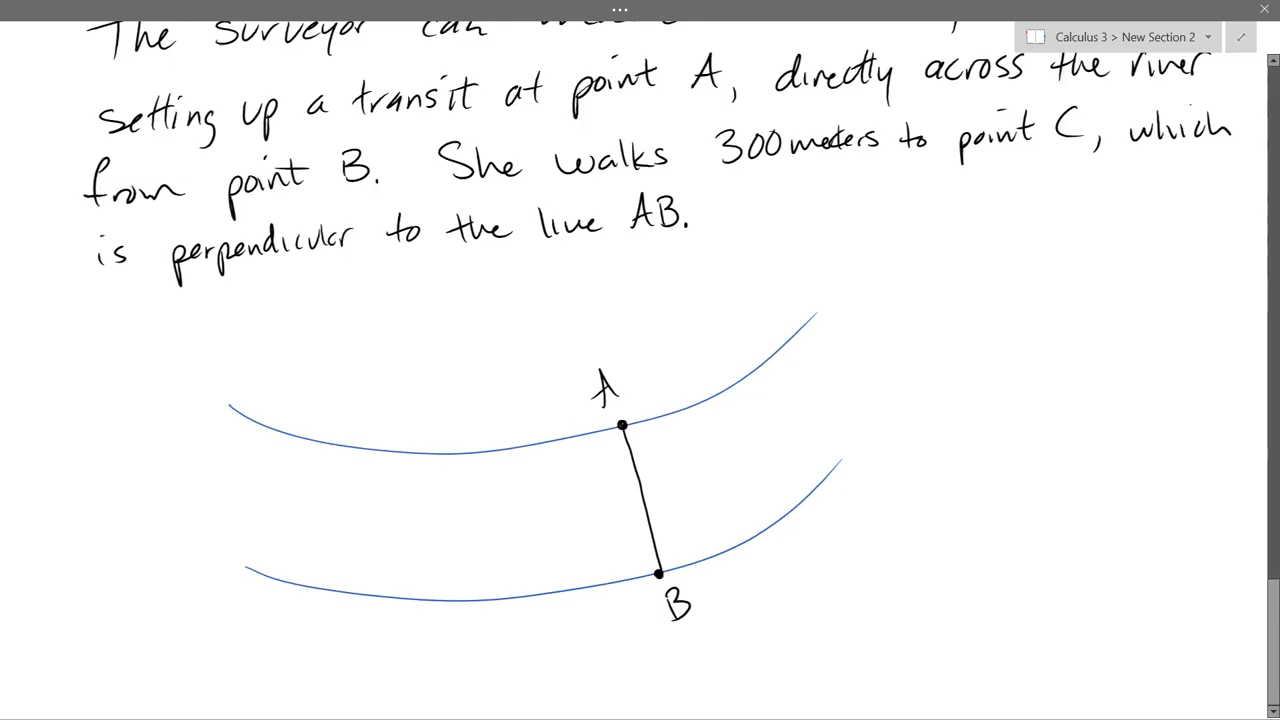 Calculus 3 > New Section 2
The surveyor can
setting up a transit at point A, directly across the river
from point B. She walks 300 meters to point C, which
is perpendicular to the line AB.
A
B